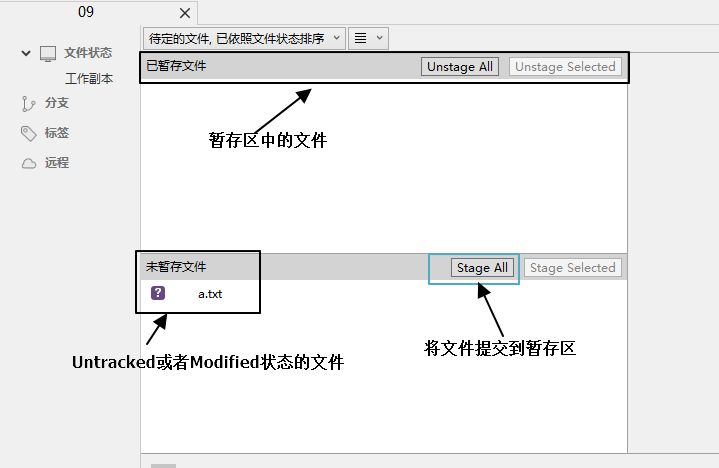 09
待定的文件, 已依照文件状态排序
文件状态
工作副本
分支
标签
远程
已暂存文件
Unstage All
Unstage Selected
暂存区中的文件
未暂存文件
Stage All
Stage Selected
? a.txt
将文件提交到暂存区
Untracked或者Modified状态的文件